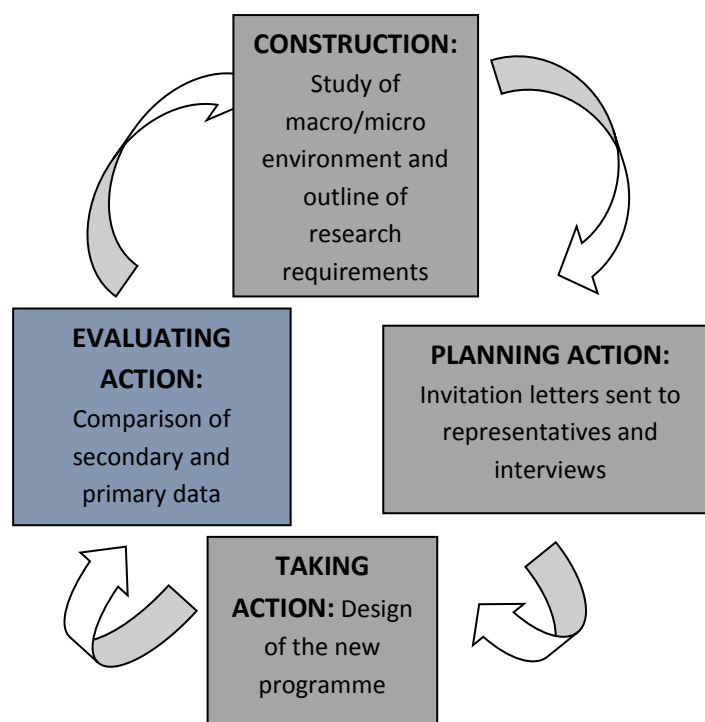 CONSTRUCTION:
Study of
macro/micro
environment and
outline of
research
requirements
EVALUATING
ACTION:
Comparison of
secondary and
primary data
PLANNING ACTION:
Invitation letters sent to
representatives and
interviews
TAKING
ACTION: Design
of the new
programme